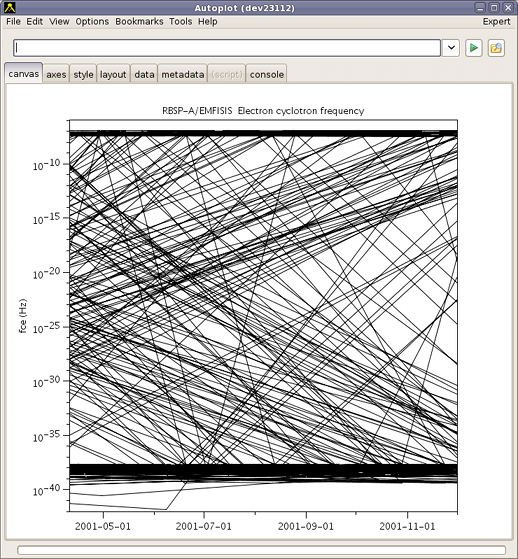 Autoplot (dev23112)
File Edit View Options Bookmarks Tools Help Expert
canvas axes style layout data metadata (script) console
RBSP-A/EMFISIS Electron cyclotron frequency
10⁻¹⁰
10⁻¹⁵
10⁻²⁰
10⁻²⁵
10⁻³⁰
10⁻³⁵
10⁻⁴⁰
fce (Hz)
2001-05-01 2001-07-01 2001-09-01 2001-11-01